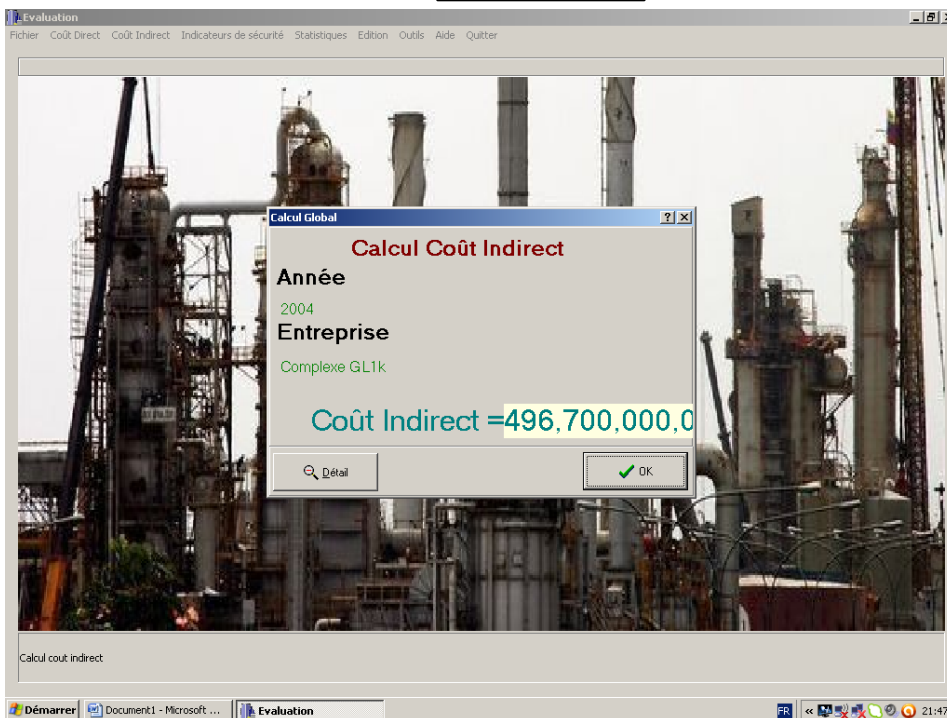 Evaluation
Fichier Coût Direct Coût Indirect Indicateurs de sécurité Statistiques Edition Outils Aide Quitter
Calcul Global
Calcul Coût Indirect
Année
2004
Entreprise
Complexe GL1k
Coût Indirect =496,700,000,0
Détail
OK
Calcul cout indirect
Démarrer
Document1 - Microsoft ...
Evaluation
FR
21:47